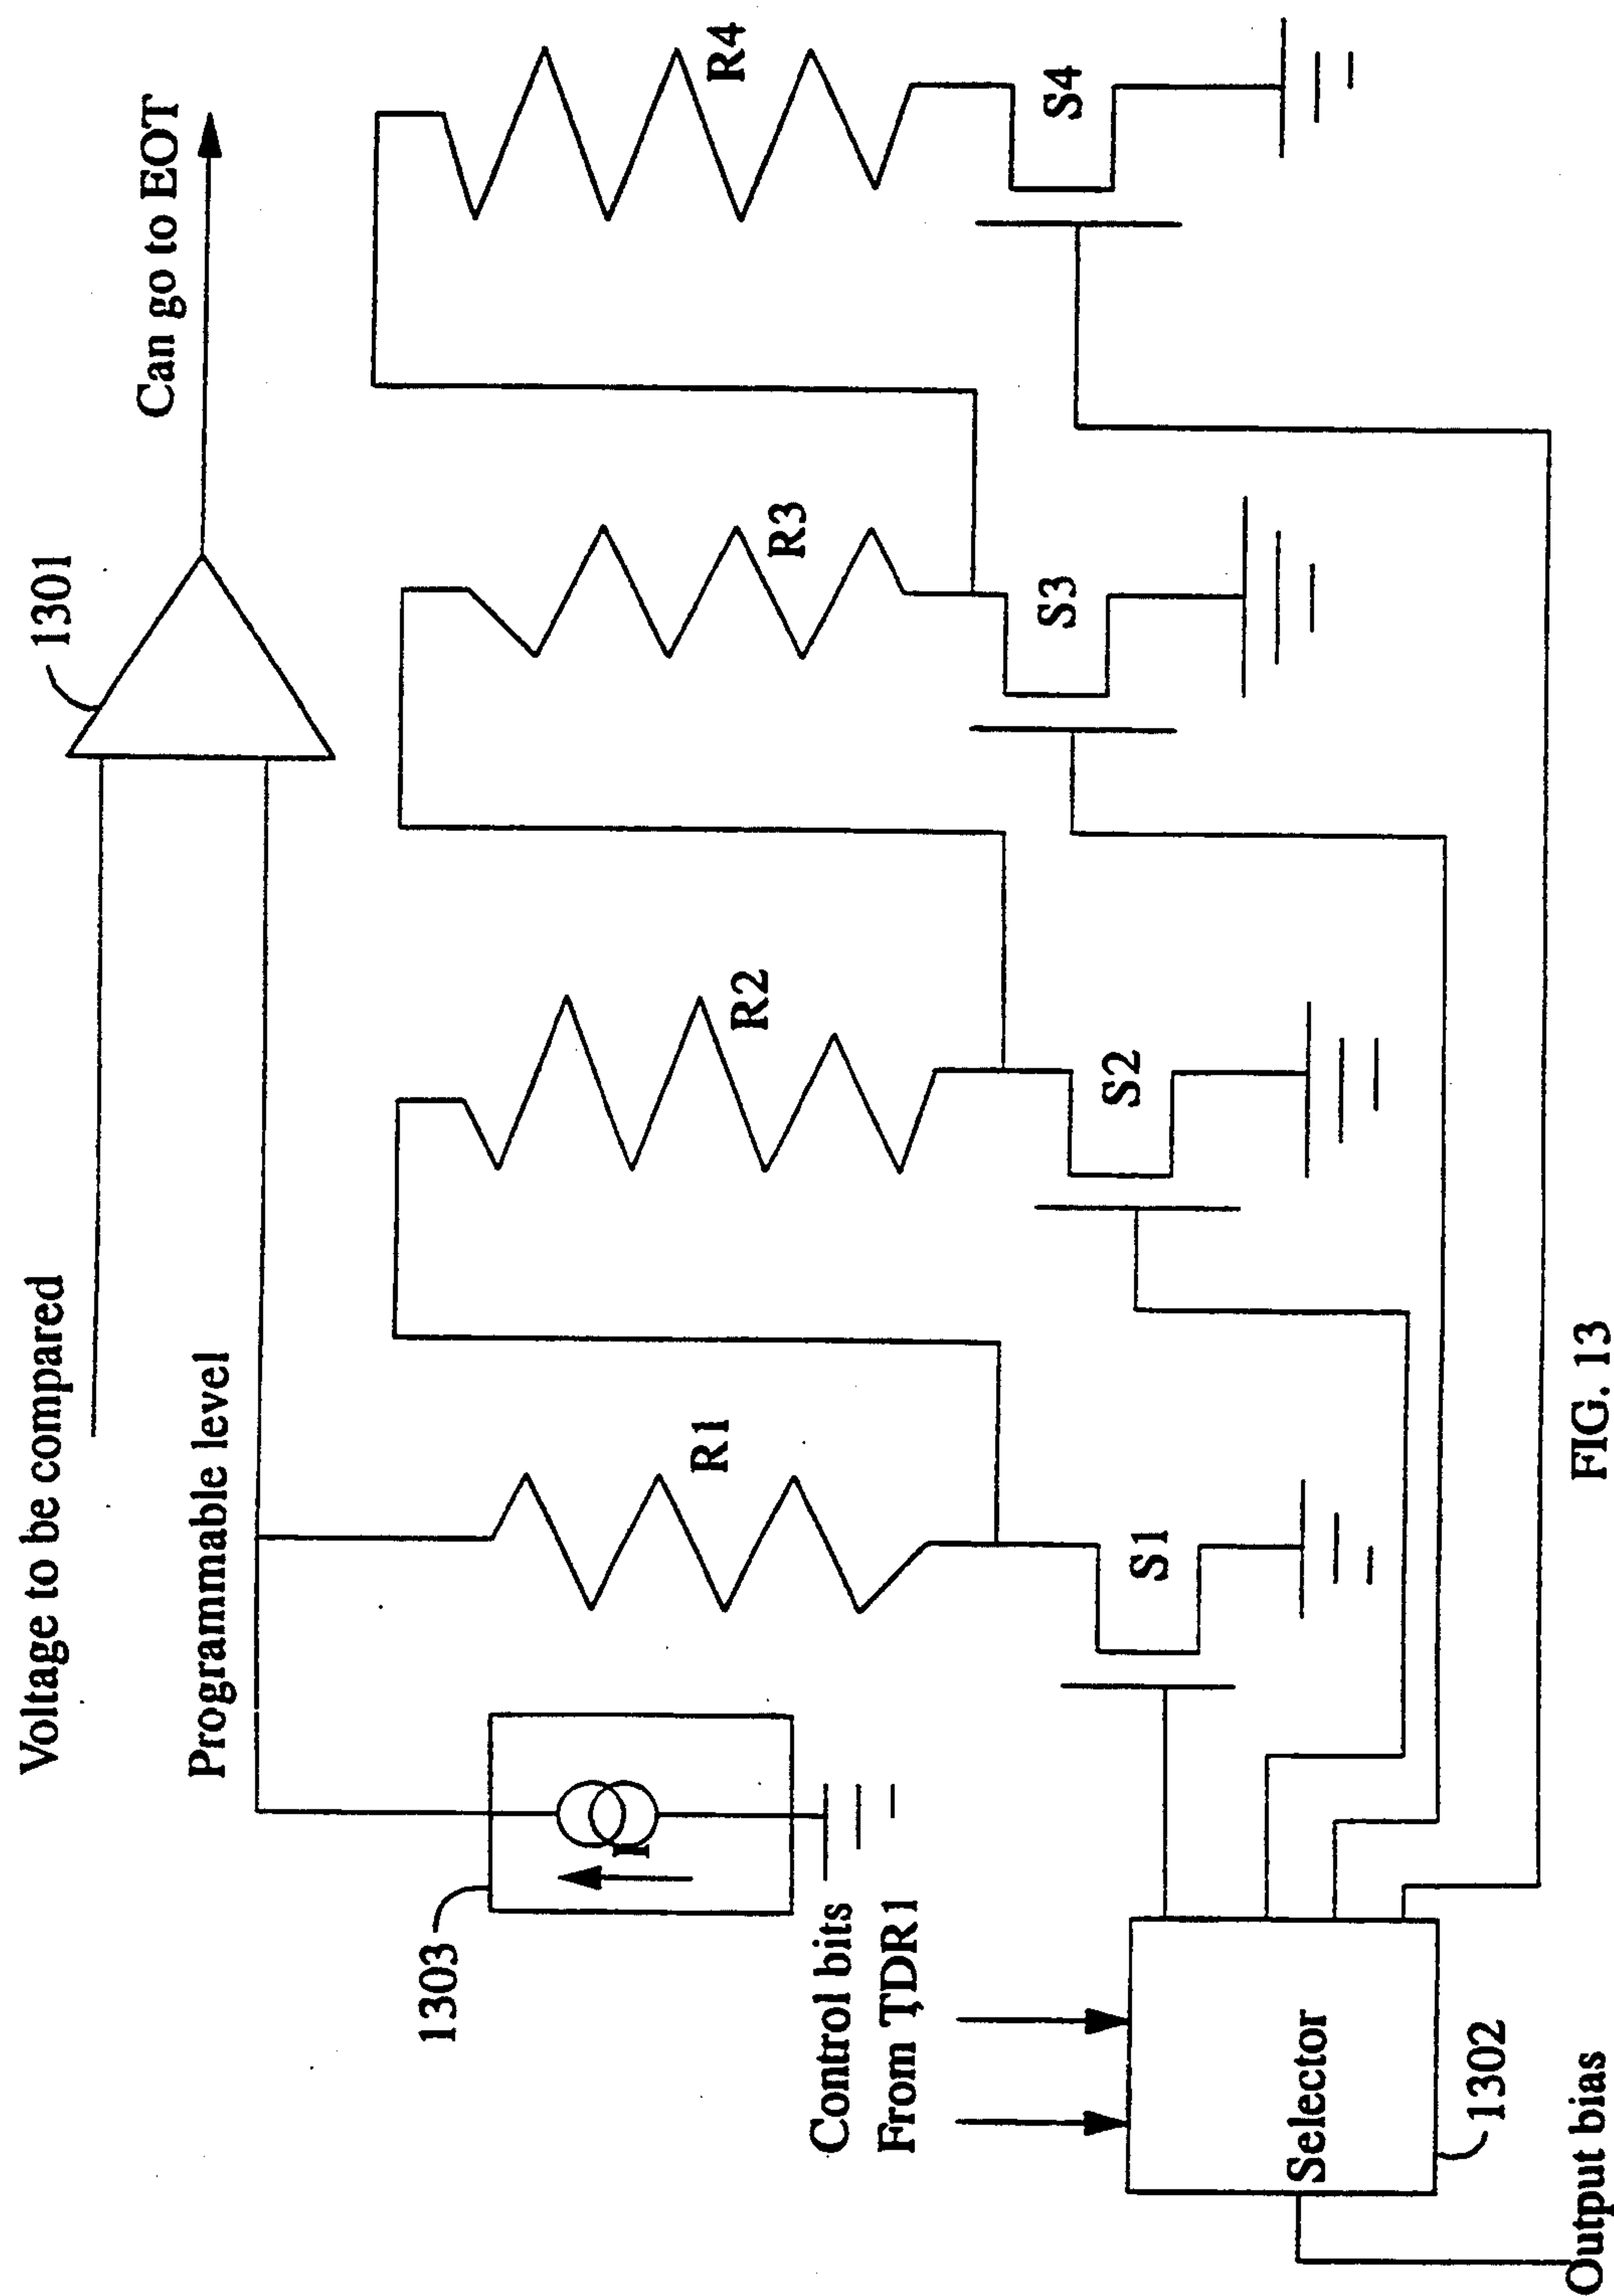 Voltage to be compared
1301
Can go to EOT
Programmable level
1303
I
R1
R2
R3
R4
Control bits
From TDR1
S1
S2
S3
S4
Selector
1302
Output bias
FIG. 13